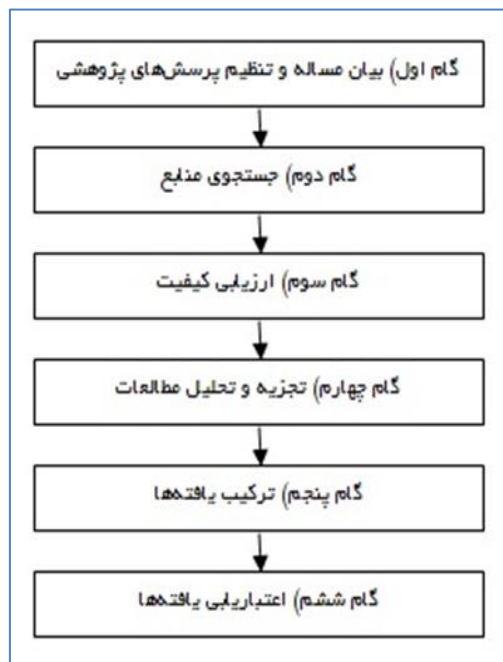 گام اول) بیان مساله و تنظیم پرسش‌های پژوهشی
گام دوم) جستجوی منابع
گام سوم) ارزیابی کیفیت
گام چهارم) تجزیه و تحلیل مطالعات
گام پنجم) ترکیب یافته‌ها
گام ششم) اعتباریابی یافته‌ها